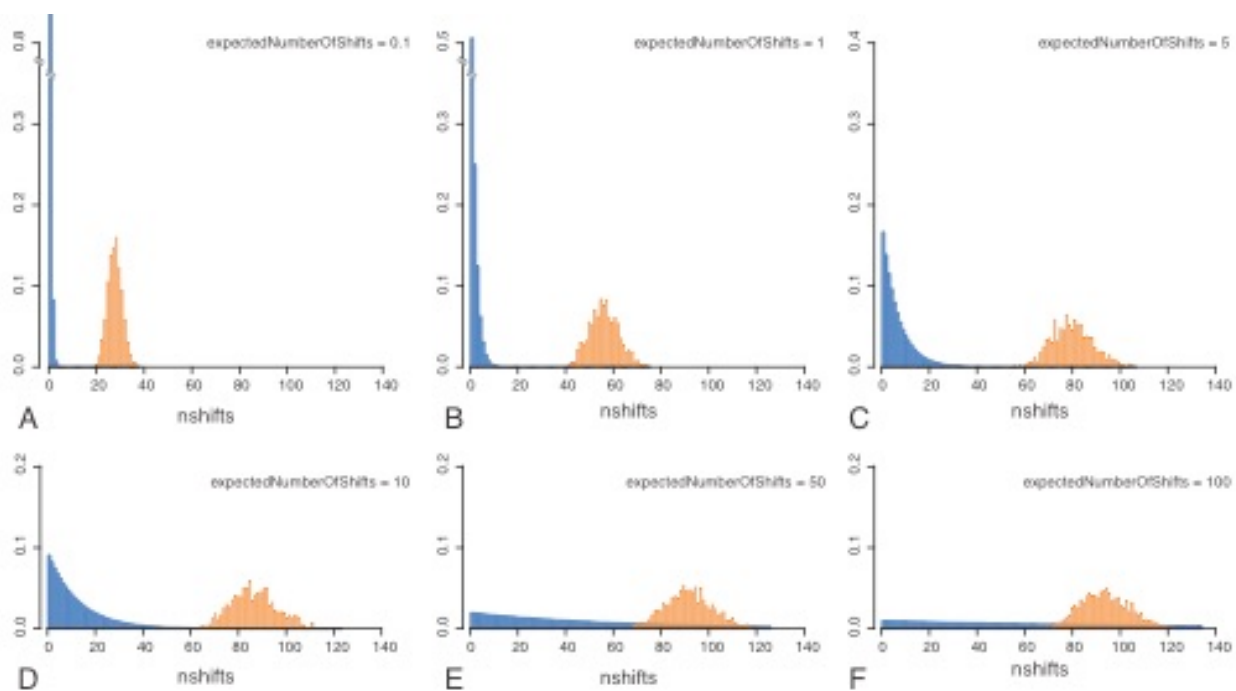 expectedNumberOfShifts = 0.1
0.8
0.3
0.2
0.1
0.0
0 20 40 60 80 100 120 140
A
nshifts
expectedNumberOfShifts = 1
0.5
0.3
0.2
0.1
0.0
0 20 40 60 80 100 120 140
B
nshifts
expectedNumberOfShifts = 5
0.4
0.3
0.2
0.1
0.0
0 20 40 60 80 100 120 140
C
nshifts
expectedNumberOfShifts = 10
0.2
0.1
0.0
0 20 40 60 80 100 120 140
D
nshifts
expectedNumberOfShifts = 50
0.2
0.1
0.0
0 20 40 60 80 100 120 140
E
nshifts
expectedNumberOfShifts = 100
0.2
0.1
0.0
0 20 40 60 80 100 120 140
F
nshifts